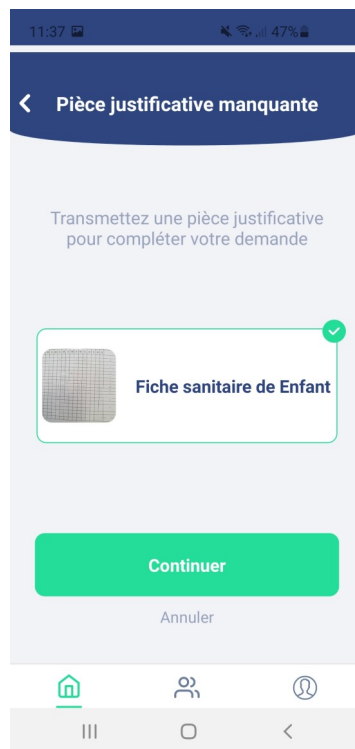 11:37 47%
Pièce justificative manquante
Transmettez une pièce justificative
pour compléter votre demande
Fiche sanitaire de Enfant
Continuer
Annuler